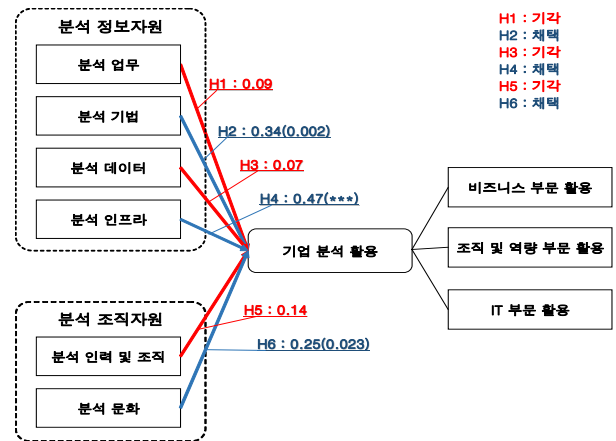 분석 정보자원
분석 업무
분석 기법
분석 데이터
분석 인프라
H1 : 0.09
H2 : 0.34(0.002)
H3 : 0.07
H4 : 0.47(***)
H1 : 기각
H2 : 채택
H3 : 기각
H4 : 채택
H5 : 기각
H6 : 채택
기업 분석 활용
비즈니스 부문 활용
조직 및 역량 부문 활용
IT 부문 활용
분석 조직자원
분석 인력 및 조직
분석 문화
H5 : 0.14
H6 : 0.25(0.023)